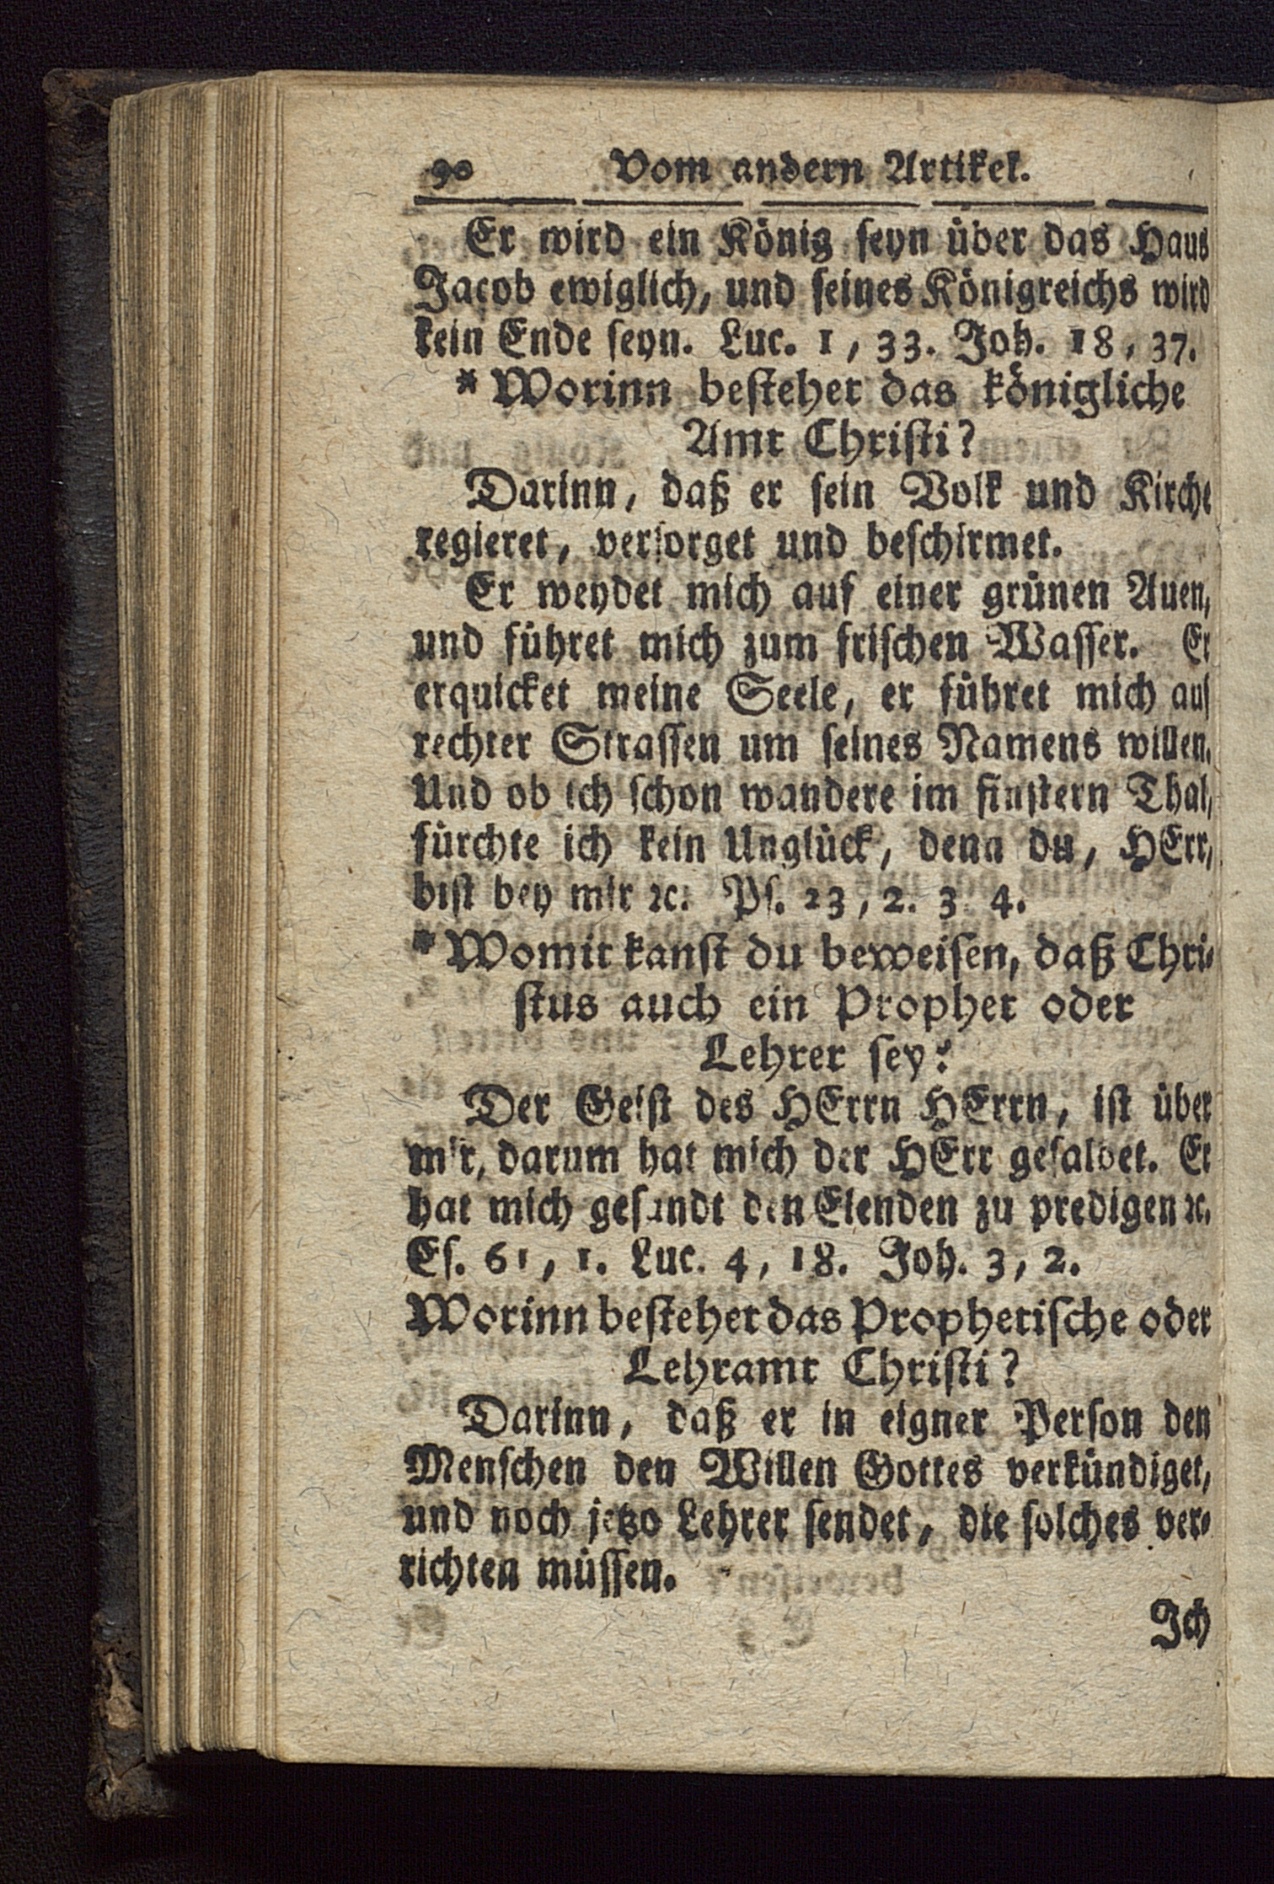 90 Vom andern Artikel.
Er wird ein König seyn über das Haus
Jacob ewiglich, und seines Königreichs wird
kein Ende seyn. Luc. 1, 33. Joh. 18, 37.
* Worinn bestehet das königliche
Amt Christi?
Darinn, daß er sein Volk und Kirche
regieret, versorget und beschirmet.
Er weydet mich auf einer grünen Auen,
und führet mich zum frischen Wasser. Er
erquicket meine Seele, er führet mich auf
rechter Strassen um seines Namens willen.
Und ob ich schon wandere im finstern Thal,
fürchte ich kein Unglück, denn du, HErr,
bist bey mir ꝛc. Ps. 23, 2. 3 4.
* Womit kanst du beweisen, daß Chri-
stus auch ein Prophet oder
Lehrer sey?
Der Geist des HErrn HErrn, ist über
mir, darum hat mich der HErr gesalbet. Er
hat mich gesandt den Elenden zu predigen ꝛc.
Es. 61, 1. Luc. 4, 18. Joh. 3, 2.
Worinn bestehet das Prophetische oder
Lehramt Christi?
Darinn, daß er in eigner Person den
Menschen den Willen Gottes verkündiget,
und noch jetzo Lehrer sendet, die solches ver-
richten müssen.
Ich